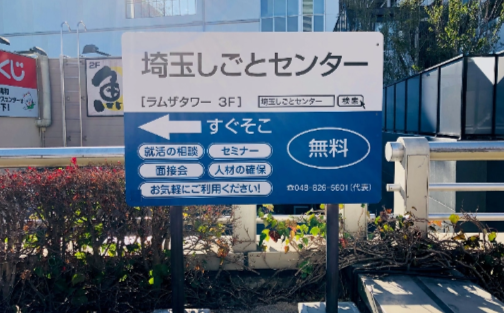 埼玉しごとセンター
[ラムザタワー 3F] 埼玉しごとセンター 検索
すぐそこ
就活の相談 セミナー
面接会 人材の確保
お気軽にご利用ください!
無料
☎048-826-5601(代表)
くじ
2F
魚